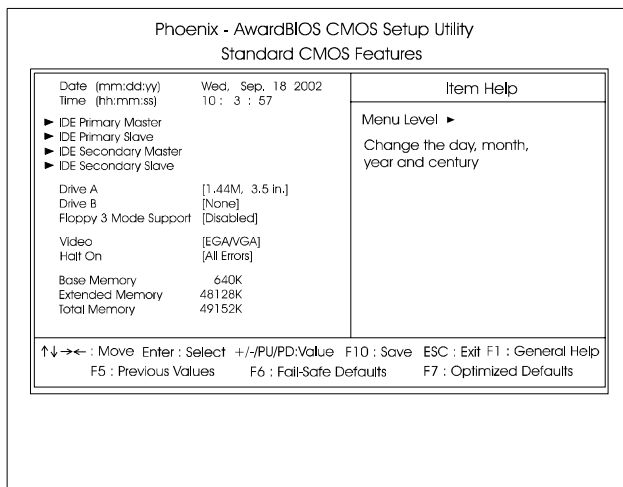 Phoenix - AwardBIOS CMOS Setup Utility
Standard CMOS Features
Date (mm:dd:yy) Wed, Sep, 18 2002
Time (hh:mm:ss) 10 : 3 : 57
► IDE Primary Master
► IDE Primary Slave
► IDE Secondary Master
► IDE Secondary Slave
Drive A [1.44M, 3.5 in.]
Drive B [None]
Floppy 3 Mode Support [Disabled]
Video [EGA/VGA]
Halt On [All Errors]
Base Memory 640K
Extended Memory 48128K
Total Memory 49152K
Item Help
Menu Level ►
Change the day, month,
year and century
↑↓→← : Move Enter : Select +/-/PU/PD:Value F10 : Save ESC : Exit F1 : General Help
F5 : Previous Values F6 : Fail-Safe Defaults F7 : Optimized Defaults